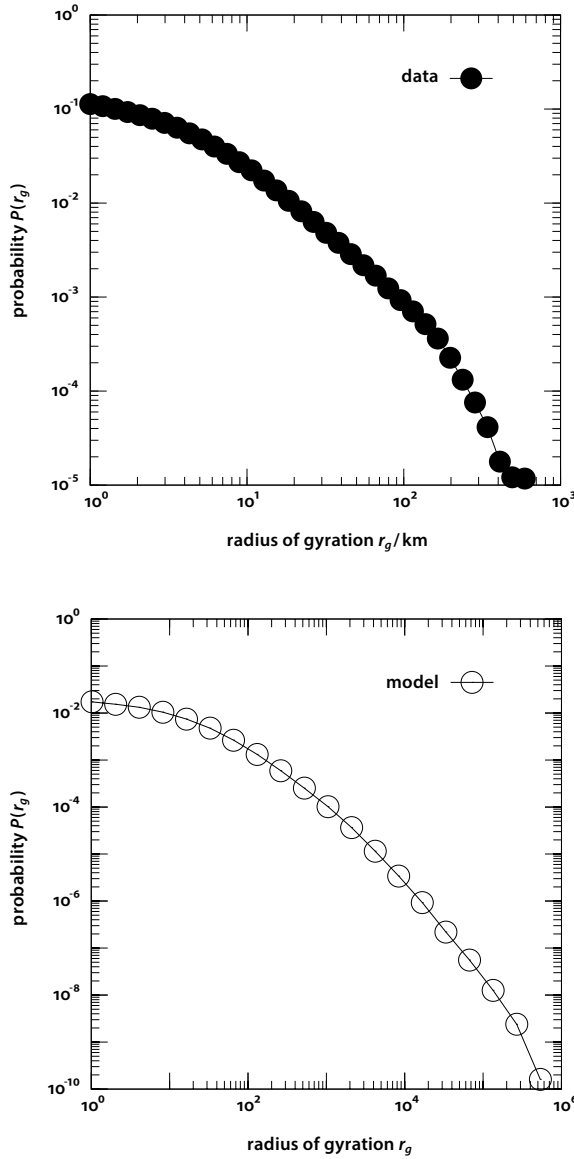 10⁰
data
10⁻¹
10⁻²
probability P(r_g)
10⁻³
10⁻⁴
10⁻⁵
10⁰ 10¹ 10² 10³
radius of gyration r_g / km
10⁰
model
10⁻²
10⁻⁴
probability P(r_g)
10⁻⁶
10⁻⁸
10⁻¹⁰
10⁰ 10² 10⁴ 10⁶
radius of gyration r_g